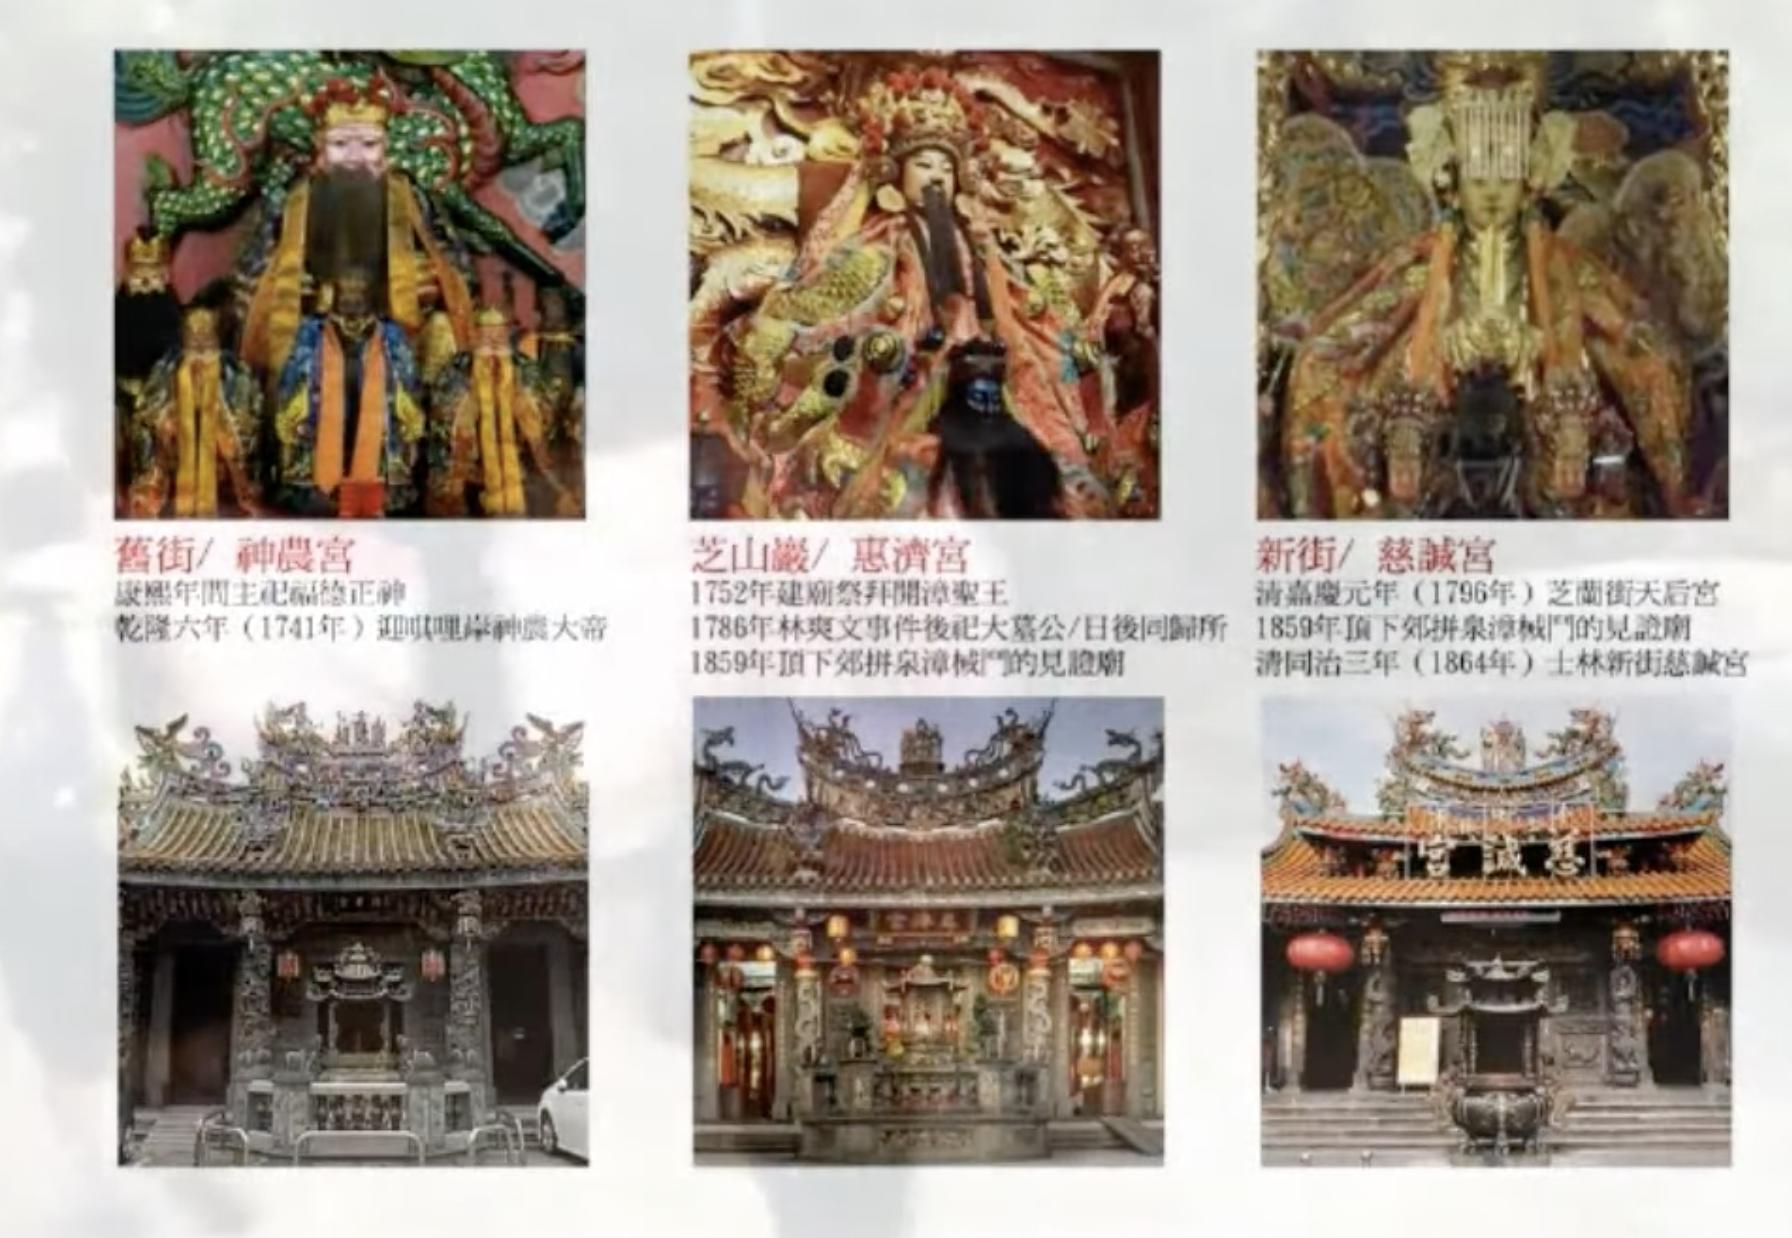 舊街/ 神農宮
康熙年間主祀福德正神
乾隆六年（1741年）迎唭哩岸神農大帝
芝山巖/ 惠濟宮
1752年建廟祭拜開漳聖王
1786年林爽文事件後祀大墓公/日後同歸所
1859年頂下郊拼泉漳械鬥的見證廟
新街/ 慈諴宮
清嘉慶元年（1796年）芝蘭街天后宮
1859年頂下郊拼泉漳械鬥的見證廟
清同治三年（1864年）士林新街慈諴宮
宮諴慈